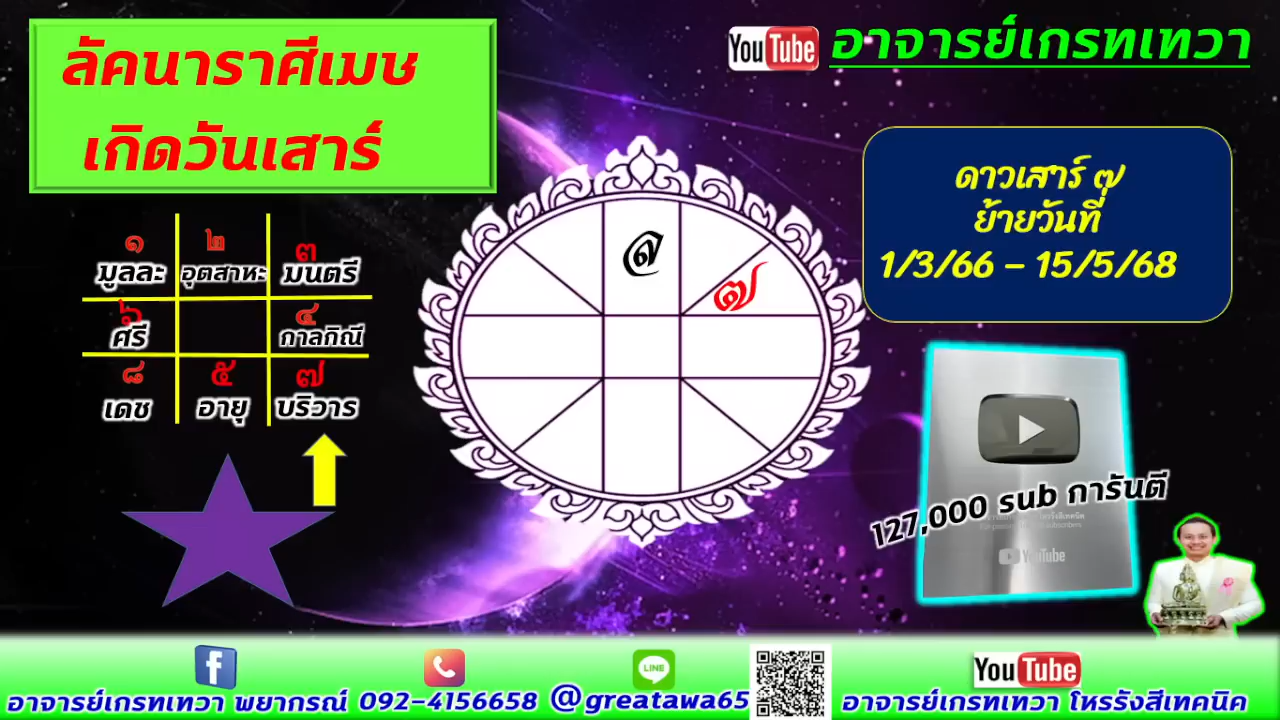 ลัคนาราศีเมษ
เกิดวันเสาร์
YouTube อาจารย์เกรทเทวา
ดาวเสาร์ ๗
ย้ายวันที่
1/3/66 – 15/5/68
๑ ๒ ๓
มูลละ อุตสาหะ มนตรี
๖ ๔
ศรี กาลกิณี
๘ ๕ ๗
เดช อายุ บริวาร
ล
๗
127,000 sub การันตี
YouTube
f LINE YouTube
อาจารย์เกรทเทวา พยากรณ์ 092-4156658 @greatawa65 อาจารย์เกรทเทวา โหรรังสีเทคนิค